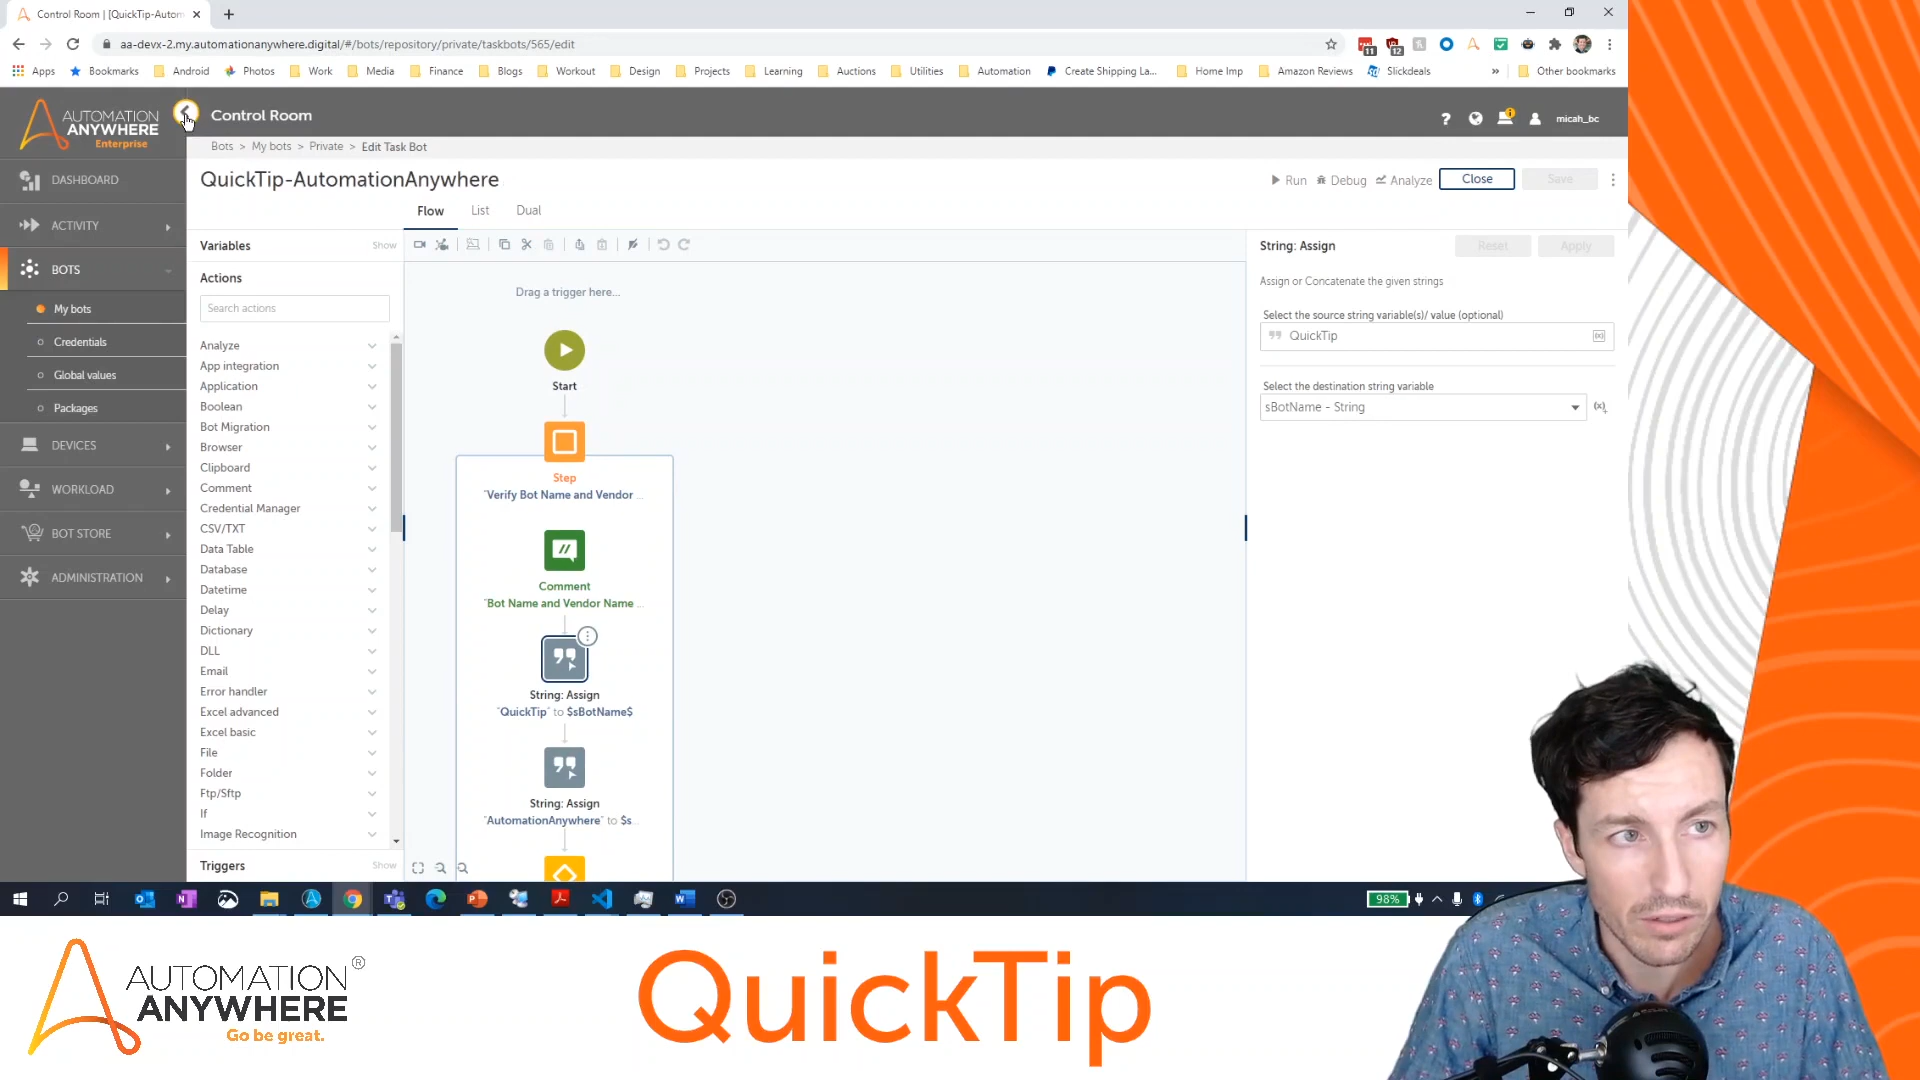 Control Room | [QuickTip-Autom
aa-devx-2.my.automationanywhere.digital/#/bots/repository/private/taskbots/565/edit
11
12
Apps
Bookmarks
Android
Photos
Work
Media
Finance
Blogs
Workout
Design
Projects
Learning
Auctions
Utilities
Automation
Create Shipping La...
Home Imp
Amazon Reviews
Slickdeals
»
Other bookmarks
AUTOMATION
ANYWHERE
Enterprise
Control Room
micah_bc
Bots > My bots > Private > Edit Task Bot
QuickTip-AutomationAnywhere
Run
Debug
Analyze
Close
Save
DASHBOARD
ACTIVITY
BOTS
My bots
Credentials
Global values
Packages
DEVICES
WORKLOAD
BOT STORE
ADMINISTRATION
Flow
List
Dual
Variables
Show
Actions
Search actions
Analyze
App integration
Application
Boolean
Bot Migration
Browser
Clipboard
Comment
Credential Manager
CSV/TXT
Data Table
Database
Datetime
Delay
Dictionary
DLL
Email
Error handler
Excel advanced
Excel basic
File
Folder
Ftp/Sftp
If
Image Recognition
Triggers
Show
Drag a trigger here...
Start
Step
"Verify Bot Name and Vendor ...
//
Comment
"Bot Name and Vendor Name ...
String: Assign
"QuickTip" to $sBotName$
String: Assign
"AutomationAnywhere" to $s...
String: Assign
Reset
Apply
Assign or Concatenate the given strings
Select the source string variable(s)/ value (optional)
QuickTip
(x)
Select the destination string variable
sBotName - String
(x)
98%
AUTOMATION®
ANYWHERE
Go be great.
QuickTip